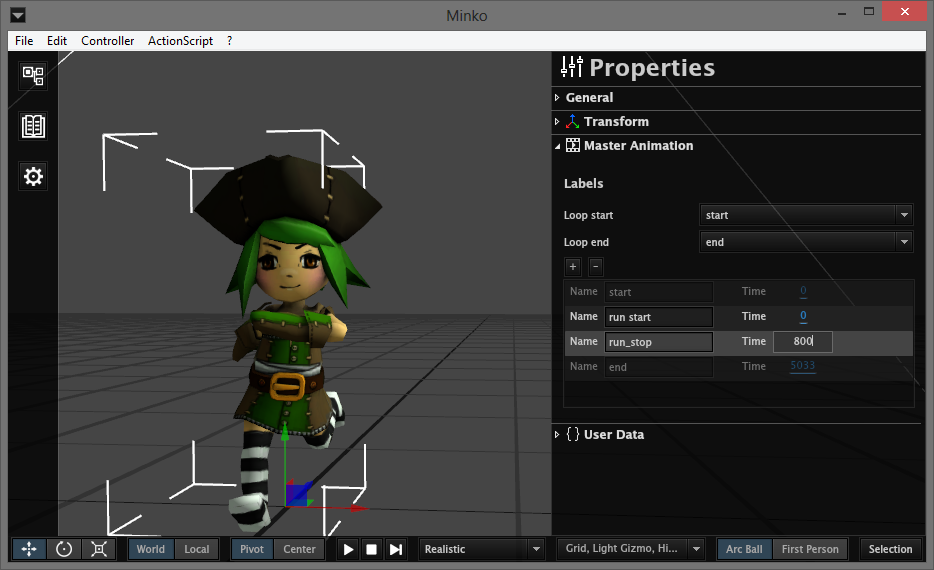 Minko
File Edit Controller ActionScript ?
Properties
General
Transform
Master Animation
Labels
Loop start start
Loop end end
+ -
Name start Time 0
Name run start Time 0
Name run_stop Time 800
Name end Time 5033
{} User Data
World Local Pivot Center Realistic Grid, Light Gizmo, Hi... Arc Ball First Person Selection